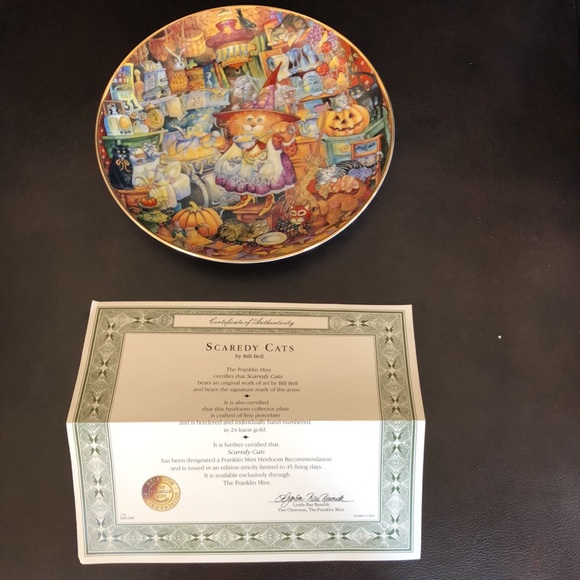 31
Certificate of Authenticity
SCAREDY CATS
by Bill Bell
The Franklin Mint
certifies that Scaredy Cats
bears an original work of art by Bill Bell
and bears the signature mark of the artist.
It is also certified
that this heirloom collector plate
is crafted of fine porcelain
and is bordered and individually hand-numbered
in 24 karat gold.
It is further certified that
Scaredy Cats
has been designated a Franklin Mint Heirloom Recommendation
and is issued in an edition strictly limited to 45 firing days.
It is available exclusively through
The Franklin Mint.
Lynda Rae Resnick
Lynda Rae Resnick
Vice Chairman, The Franklin Mint